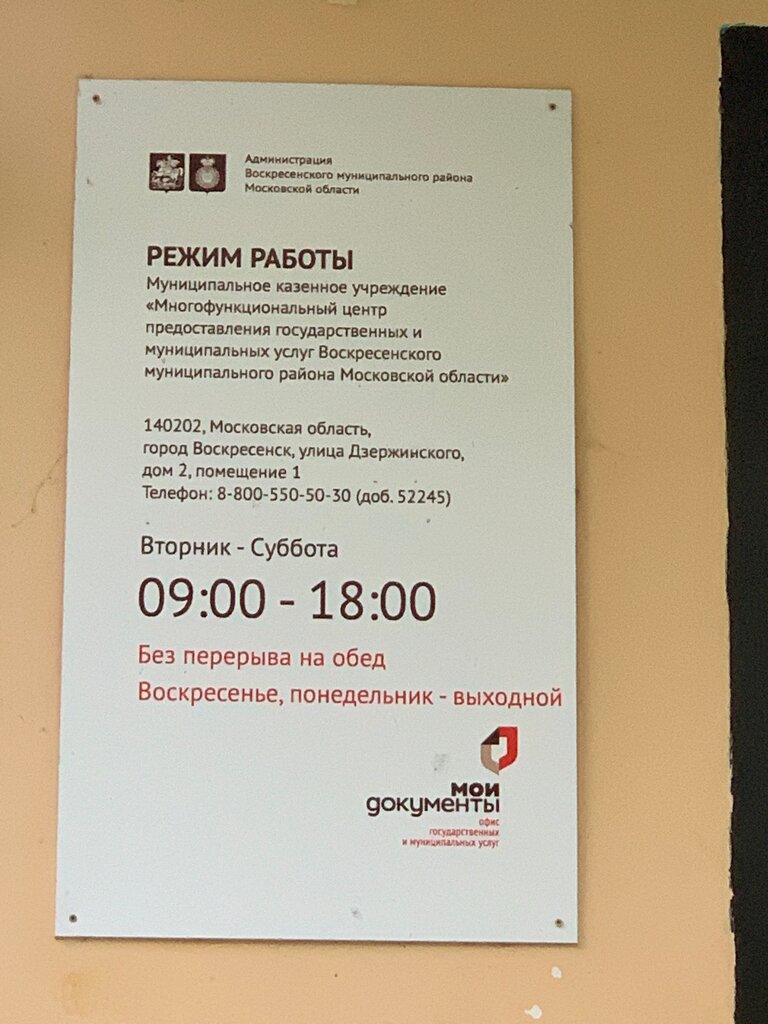 Администрация
Воскресенского муниципального района
Московской области
РЕЖИМ РАБОТЫ
Муниципальное казенное учреждение
«Многофункциональный центр
предоставления государственных и
муниципальных услуг Воскресенского
муниципального района Московской области»
140202, Московская область,
город Воскресенск, улица Дзержинского,
дом 2, помещение 1
Телефон: 8-800-550-50-30 (доб. 52245)
Вторник - Суббота
09:00 - 18:00
Без перерыва на обед
Воскресенье, понедельник - выходной
мои
документы
офис
государственных
и муниципальных услуг